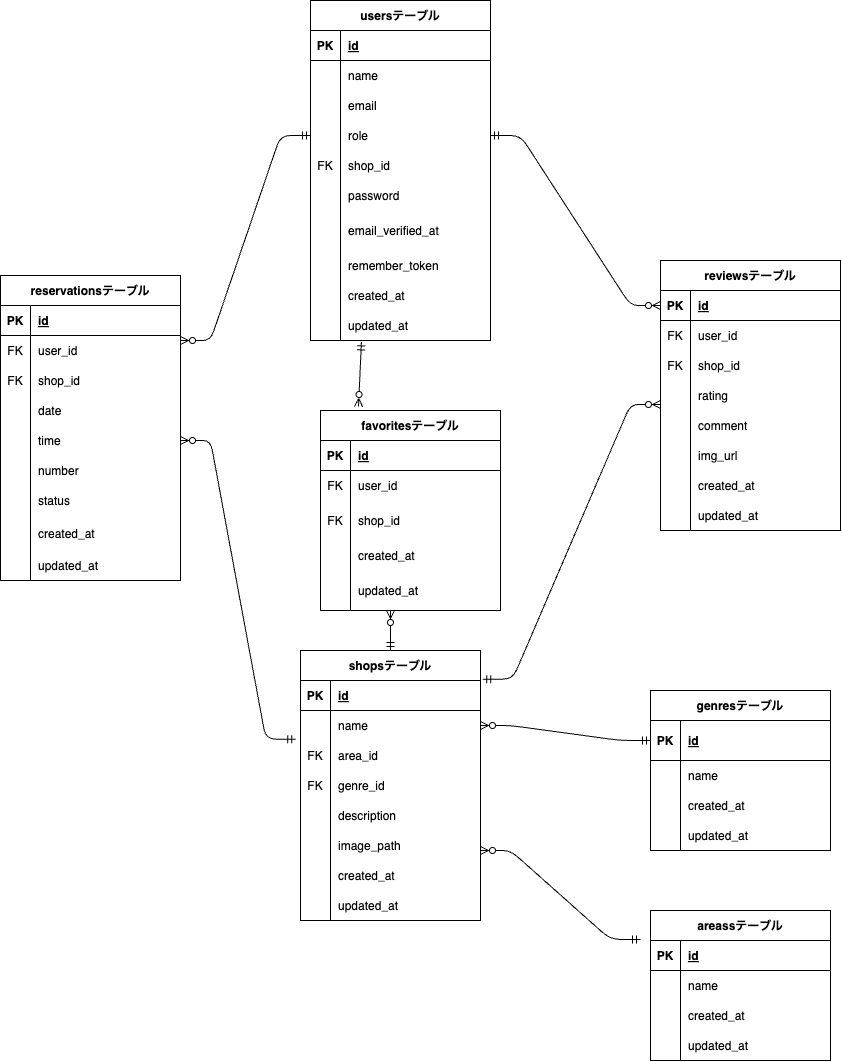 usersテーブル
PK id
name
email
role
FK shop_id
password
email_verified_at
remember_token
created_at
updated_at
reservationsテーブル
PK id
FK user_id
FK shop_id
date
time
number
status
created_at
updated_at
reviewsテーブル
PK id
FK user_id
FK shop_id
rating
comment
img_url
created_at
updated_at
favoritesテーブル
PK id
FK user_id
FK shop_id
created_at
updated_at
shopsテーブル
PK id
name
FK area_id
FK genre_id
description
image_path
created_at
updated_at
genresテーブル
PK id
name
created_at
updated_at
areassテーブル
PK id
name
created_at
updated_at